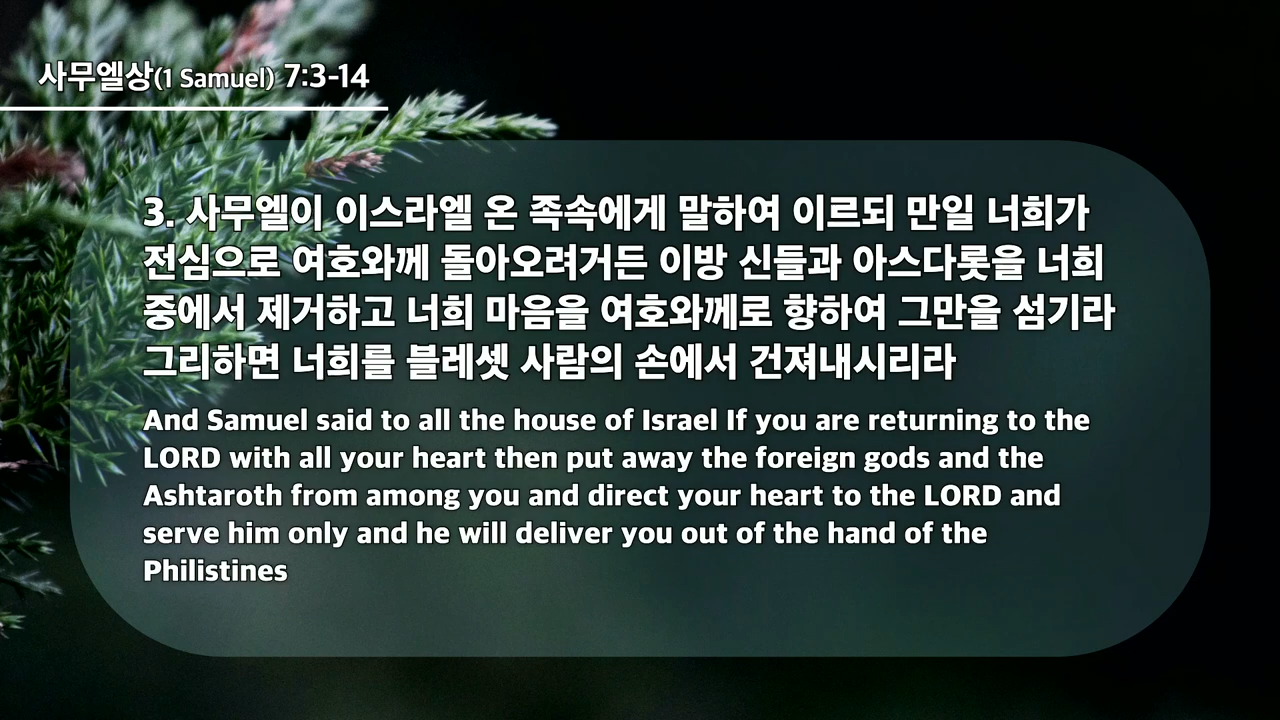 사무엘상(1 Samuel) 7:3-14
3. 사무엘이 이스라엘 온 족속에게 말하여 이르되 만일 너희가
전심으로 여호와께 돌아오려거든 이방 신들과 아스다롯을 너희
중에서 제거하고 너희 마음을 여호와께로 향하여 그만을 섬기라
그리하면 너희를 블레셋 사람의 손에서 건져내시리라
And Samuel said to all the house of Israel If you are returning to the
LORD with all your heart then put away the foreign gods and the
Ashtaroth from among you and direct your heart to the LORD and
serve him only and he will deliver you out of the hand of the
Philistines